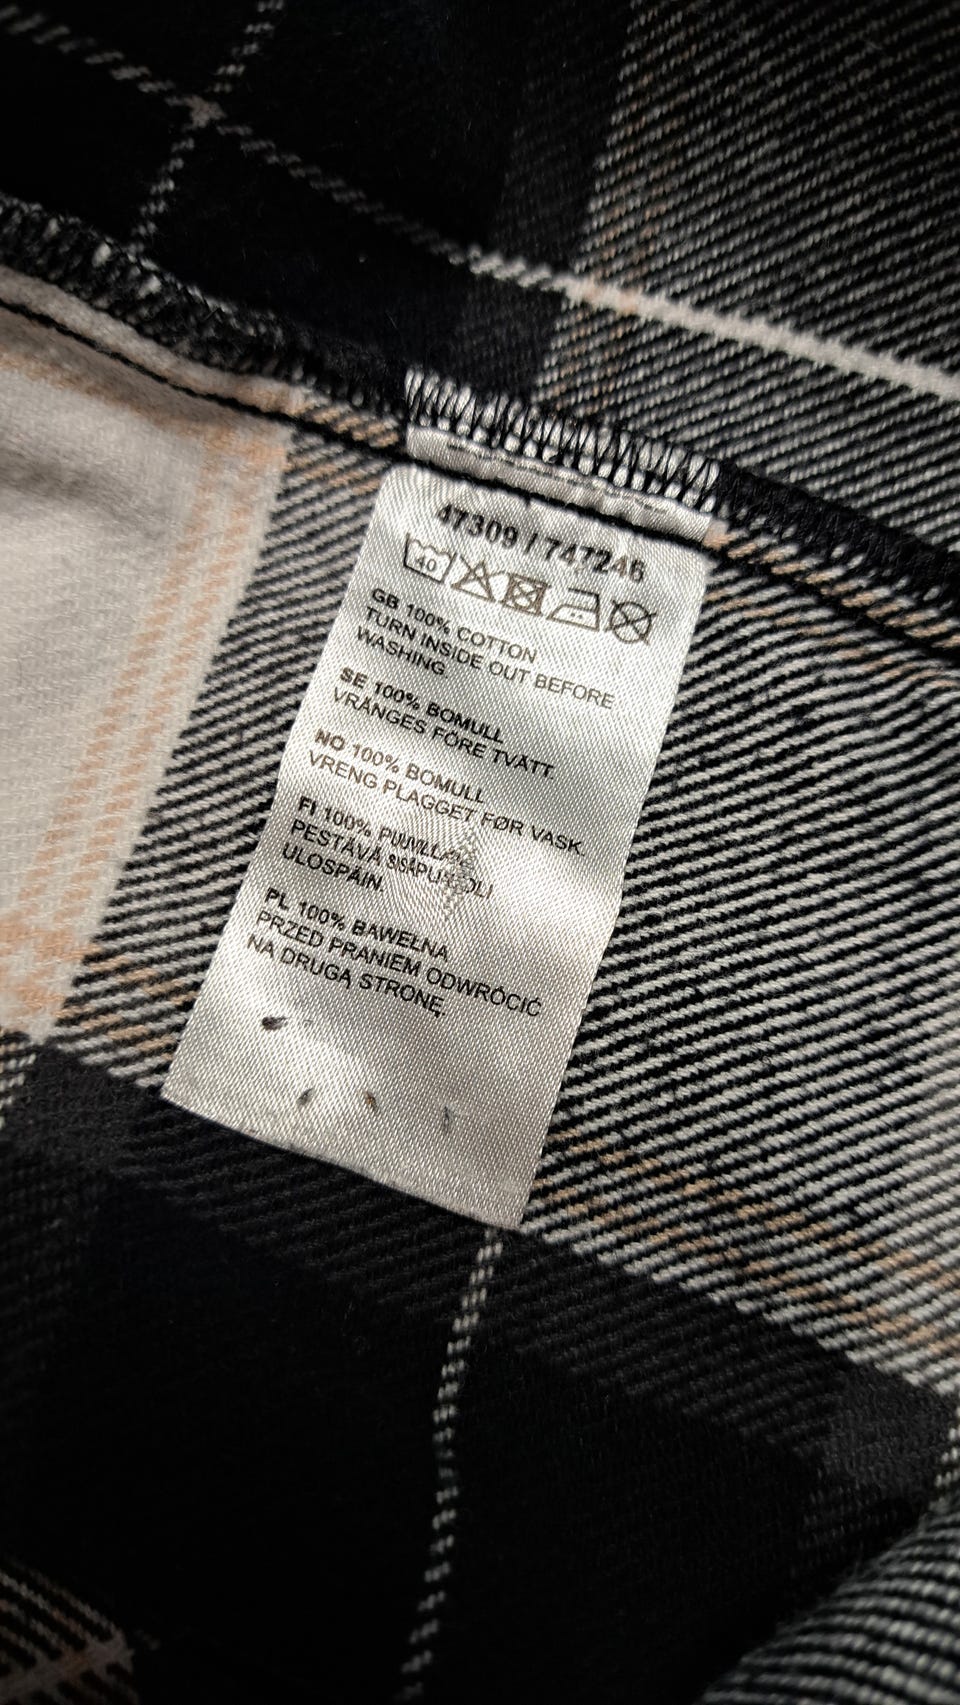 47309 / 747246
40
GB 100% COTTON
TURN INSIDE OUT BEFORE
WASHING
SE 100% BOMULL
VRÄNGES FÖRE TVÄTT.
NO 100% BOMULL
VRENG PLAGGET FØR VASK.
FI 100% PUUVILLAA
PESTÄVÄ
ULOSPÄIN.
PL 100% BAWEŁNA
PRZED PRANIEM ODWRÓCIĆ
NA DRUGĄ STRONĘ.